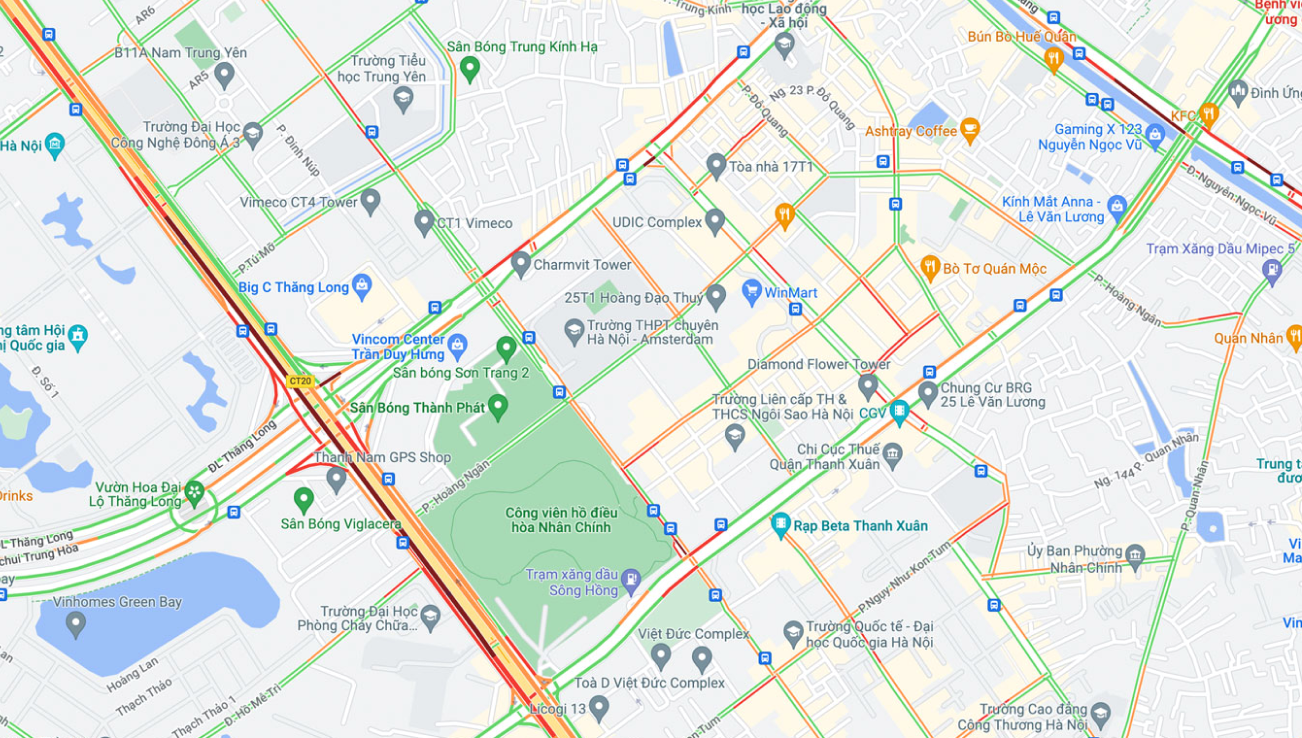 Trung Kính
học Lao động
- Xã hội
Bệnh vi
ương
AR6
B11A Nam Trung Yên
AR5
Trường Tiểu
học Trung Yên
Sân Bóng Trung Kính Hạ
Bún Bò Huế Quán
P. Đỗ Quang
Ng. 23 P. Đỗ Quang
Đình Ứng
KFC
Ashtray Coffee
Gaming X 123
Nguyễn Ngọc Vũ
Hà Nội
Trường Đại Học
Công Nghệ Đông Á 3
P. Đình Núp
Tòa nhà 17T1
Đ. Nguyễn Ngọc Vũ
Vimeco CT4 Tower
CT1 Vimeco
UDIC Complex
Kính Mắt Anna -
Lê Văn Lương
P.Tú Mỡ
Charmvit Tower
Bò Tơ Quán Mộc
Trạm Xăng Dầu Mipec 5
Big C Thăng Long
25T1 Hoàng Đạo Thuý
WinMart
P. Hoàng Ngân
ng tâm Hội
ị Quốc gia
Vincom Center
Trần Duy Hưng
Trường THPT chuyên
Hà Nội - Amsterdam
Quan Nhân
Đ. Số 1
CT20
Sân bóng Sơn Trang 2
Diamond Flower Tower
Chung Cư BRG
25 Lê Văn Lương
Sân Bóng Thành Phát
Trường Liên cấp TH &
THCS Ngôi Sao Hà Nội
CGV
ĐL Thăng Long
Thanh Nam GPS Shop
P. Hoàng Ngân
Chi Cục Thuế
Quận Thanh Xuân
Ng. 144 P. Quan Nhân
P. Quan Nhân
Trung t
đươ
Drinks
Vườn Hoa Đại
Lộ Thăng Long
Sân Bóng Viglacera
Công viên hồ điều
hòa Nhân Chính
Rạp Beta Thanh Xuân
L Thăng Long
chui Trung Hòa
Trạm xăng dầu
Sông Hồng
P.Ngụy Như Kon Tum
Ủy Ban Phường
Nhân Chính
Vi
Ma
ay
Vinhomes Green Bay
Trường Đại Học
Phòng Cháy Chữa...
Việt Đức Complex
Trường Quốc tế - Đại
học Quốc gia Hà Nội
Vin
Lan
Hoàng Lan
Thạch Thảo
Thạch Thảo 1
Đ. Hồ Mễ Trì
Toà D Việt Đức Complex
Licogi 13
Tum
Trường Cao đẳng
Công Thương Hà Nội